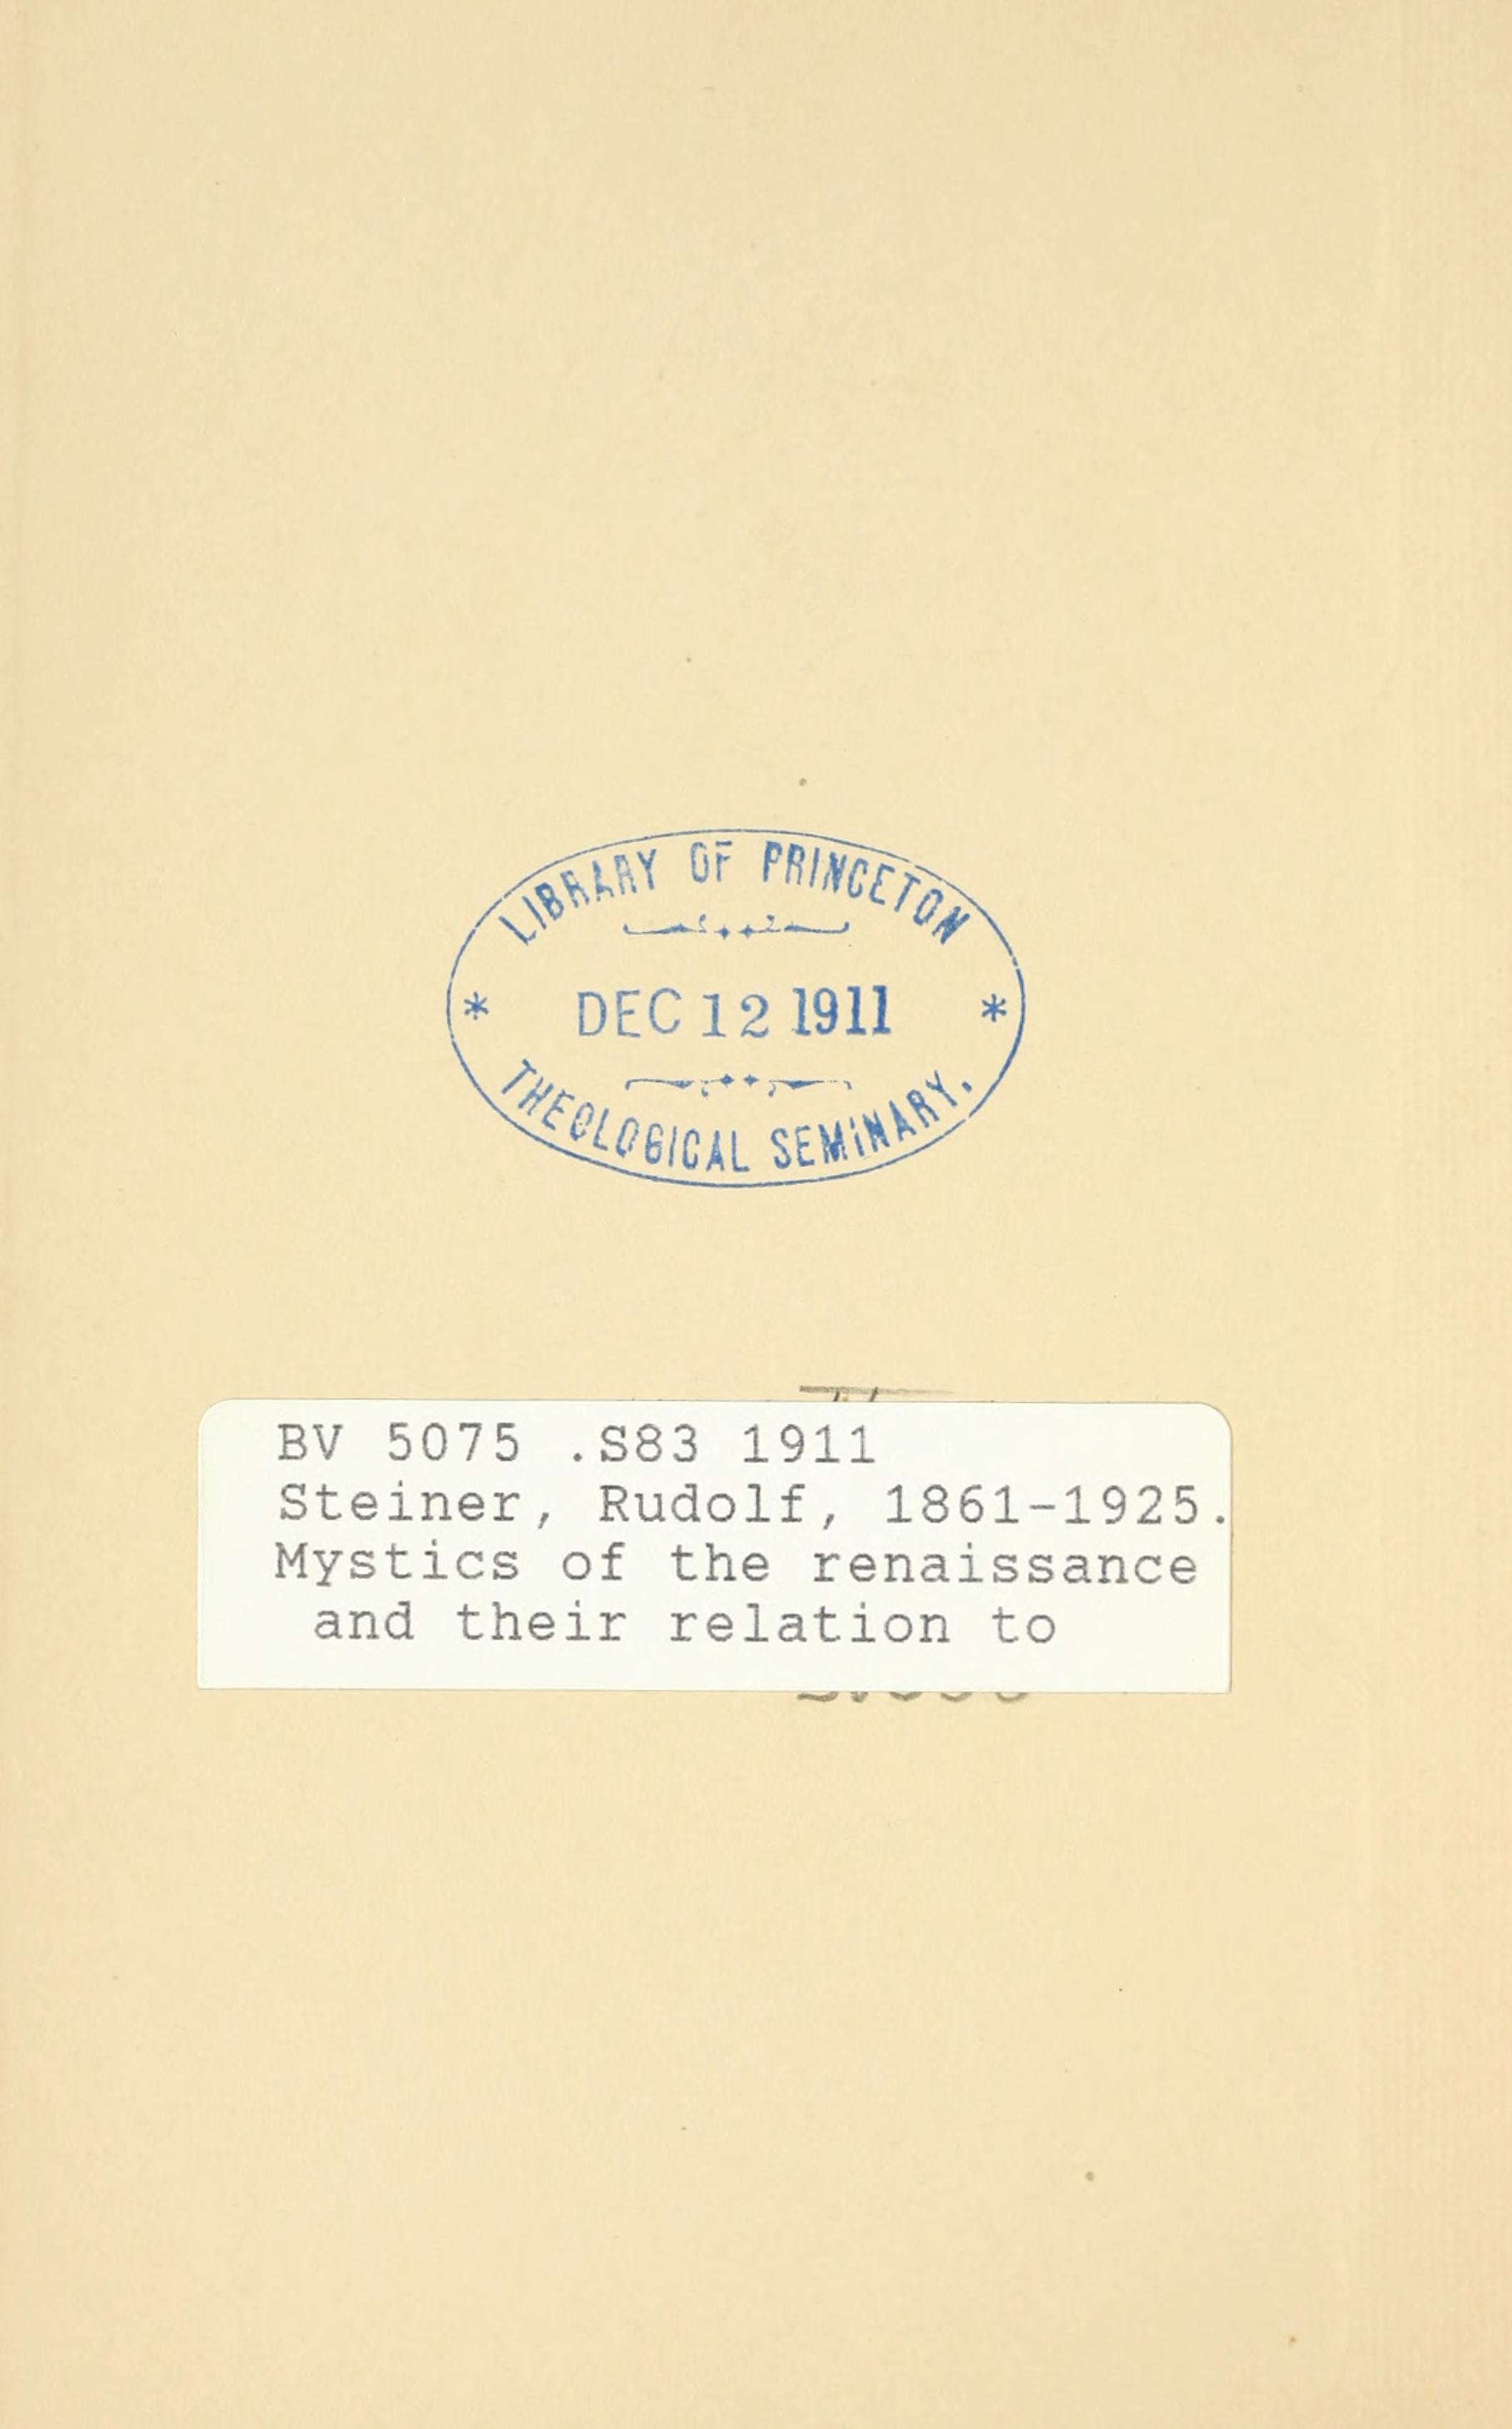 LIBRARY OF PRINCETON
DEC 12 1911
THEOLOGICAL SEMINARY.
BV 5075 .S83 1911
Steiner, Rudolf, 1861-1925.
Mystics of the renaissance
and their relation to